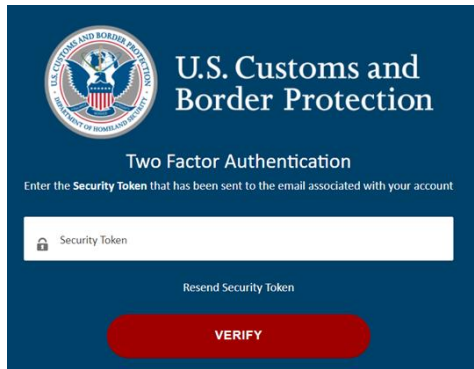 U.S. CUSTOMS AND BORDER PROTECTION
DEPARTMENT OF HOMELAND SECURITY
U.S. Customs and
Border Protection
Two Factor Authentication
Enter the Security Token that has been sent to the email associated with your account
Security Token
Resend Security Token
VERIFY